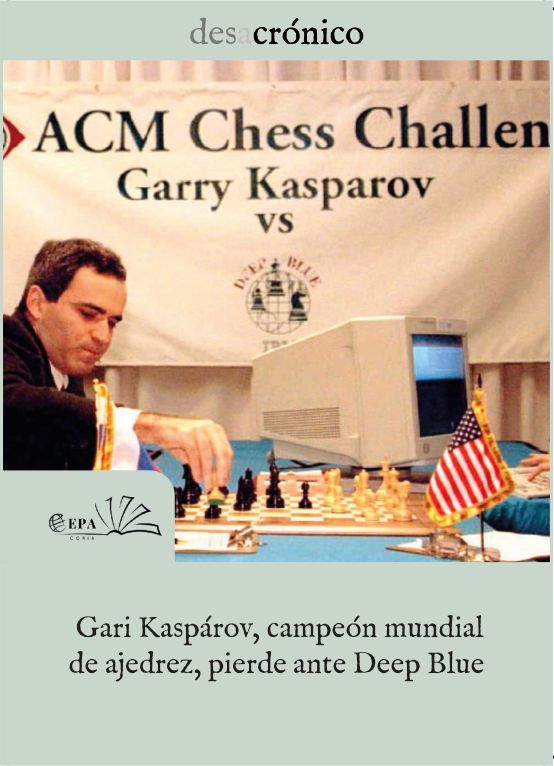 desacrónico
ACM Chess Challen
Garry Kasparov
vs
DEEP BLUE
IBM
EPA
CORIA
Gari Kaspárov, campeón mundial
de ajedrez, pierde ante Deep Blue